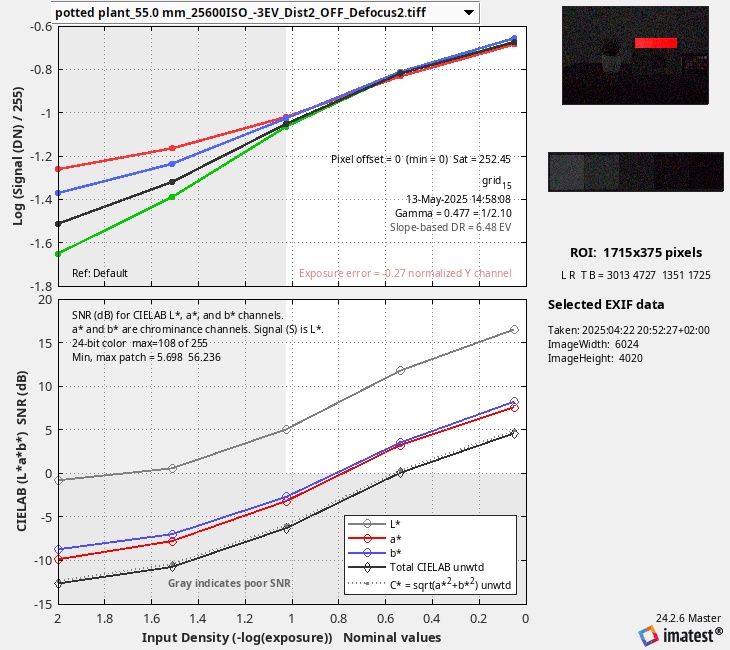 potted plant_55.0 mm_25600ISO_-3EV_Dist2_OFF_Defocus2.tiff
-0.6
-0.8
-1
-1.2
-1.4
-1.6
-1.8
Log (Signal (DN) / 255)
Pixel offset = 0 (min = 0) Sat = 252.45
grid15
13-May-2025 14:58:08
Gamma = 0.477 = 1/2.10
Slope-based DR = 6.48 EV
Ref: Default
Exposure error = -0.27 normalized Y channel
20
15
10
5
0
-5
-10
-15
CIELAB (L*a*b*) SNR (dB)
SNR (dB) for CIELAB L*, a*, and b* channels.
a* and b* are chrominance channels. Signal (S) is L*.
24-bit color max=108 of 255
Min, max patch = 5.698 56.236
L*
a*
b*
Total CIELAB unwtd
C* = sqrt(a*2+b*2) unwtd
Gray indicates poor SNR
2 1.8 1.6 1.4 1.2 1 0.8 0.6 0.4 0.2 0
Input Density (-log(exposure)) Nominal values
ROI: 1715x375 pixels
L R T B = 3013 4727 1351 1725
Selected EXIF data
Taken: 2025:04:22 20:52:27+02:00
ImageWidth: 6024
ImageHeight: 4020
24.2.6 Master
imatest®